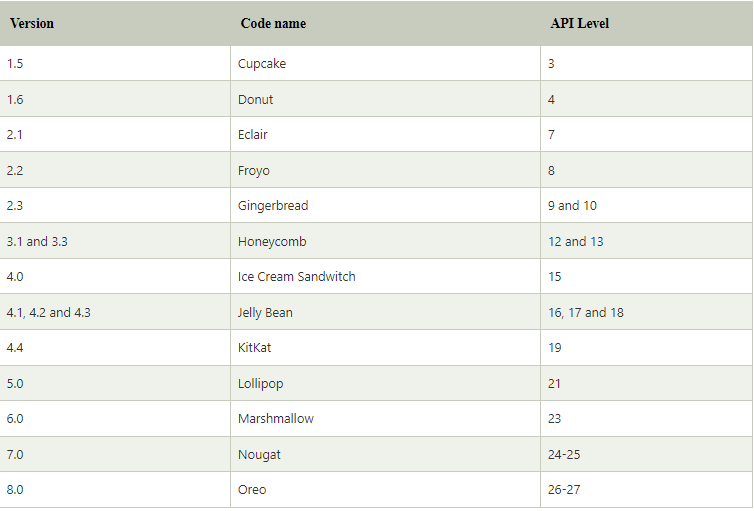 Version Code name API Level
1.5 Cupcake 3
1.6 Donut 4
2.1 Eclair 7
2.2 Froyo 8
2.3 Gingerbread 9 and 10
3.1 and 3.3 Honeycomb 12 and 13
4.0 Ice Cream Sandwitch 15
4.1, 4.2 and 4.3 Jelly Bean 16, 17 and 18
4.4 KitKat 19
5.0 Lollipop 21
6.0 Marshmallow 23
7.0 Nougat 24-25
8.0 Oreo 26-27